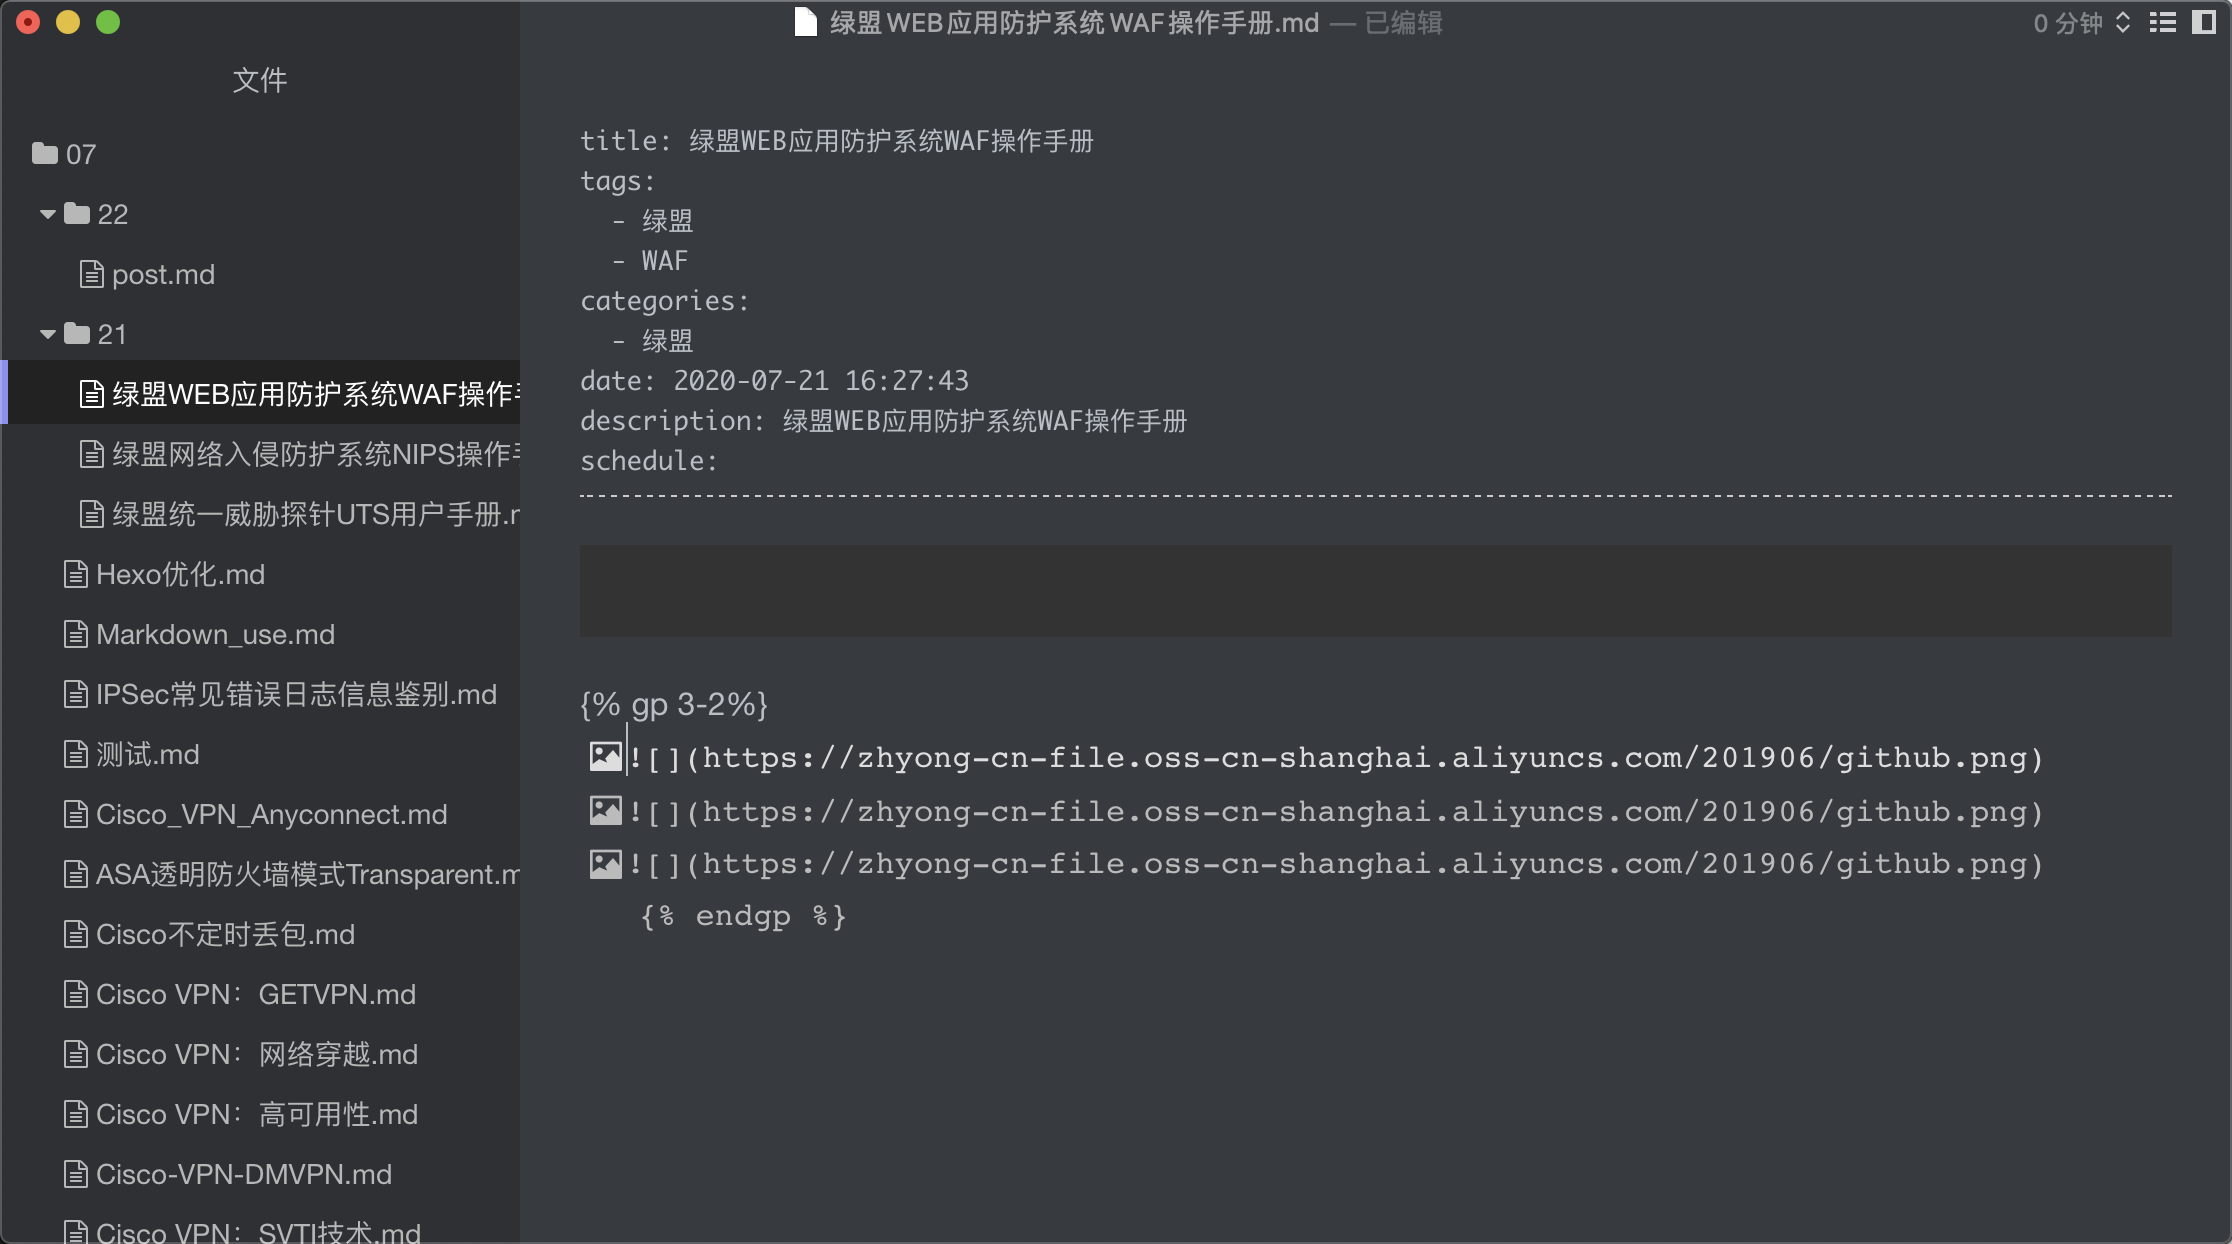 绿盟WEB应用防护系统WAF操作手册.md — 已编辑
0 分钟
文件
07
22
post.md
21
绿盟WEB应用防护系统WAF操作
绿盟网络入侵防护系统NIPS操作
绿盟统一威胁探针UTS用户手册.
Hexo优化.md
Markdown_use.md
IPSec常见错误日志信息鉴别.md
测试.md
Cisco_VPN_Anyconnect.md
ASA透明防火墙模式Transparent.m
Cisco不定时丢包.md
Cisco VPN：GETVPN.md
Cisco VPN：网络穿越.md
Cisco VPN：高可用性.md
Cisco-VPN-DMVPN.md
Cisco VPN：SVTI技术.md
title: 绿盟WEB应用防护系统WAF操作手册
tags:
- 绿盟
- WAF
categories:
- 绿盟
date: 2020-07-21 16:27:43
description: 绿盟WEB应用防护系统WAF操作手册
schedule:
{% gp 3-2%}
![](https://zhyong-cn-file.oss-cn-shanghai.aliyuncs.com/201906/github.png)
![](https://zhyong-cn-file.oss-cn-shanghai.aliyuncs.com/201906/github.png)
![](https://zhyong-cn-file.oss-cn-shanghai.aliyuncs.com/201906/github.png)
{% endgp %}